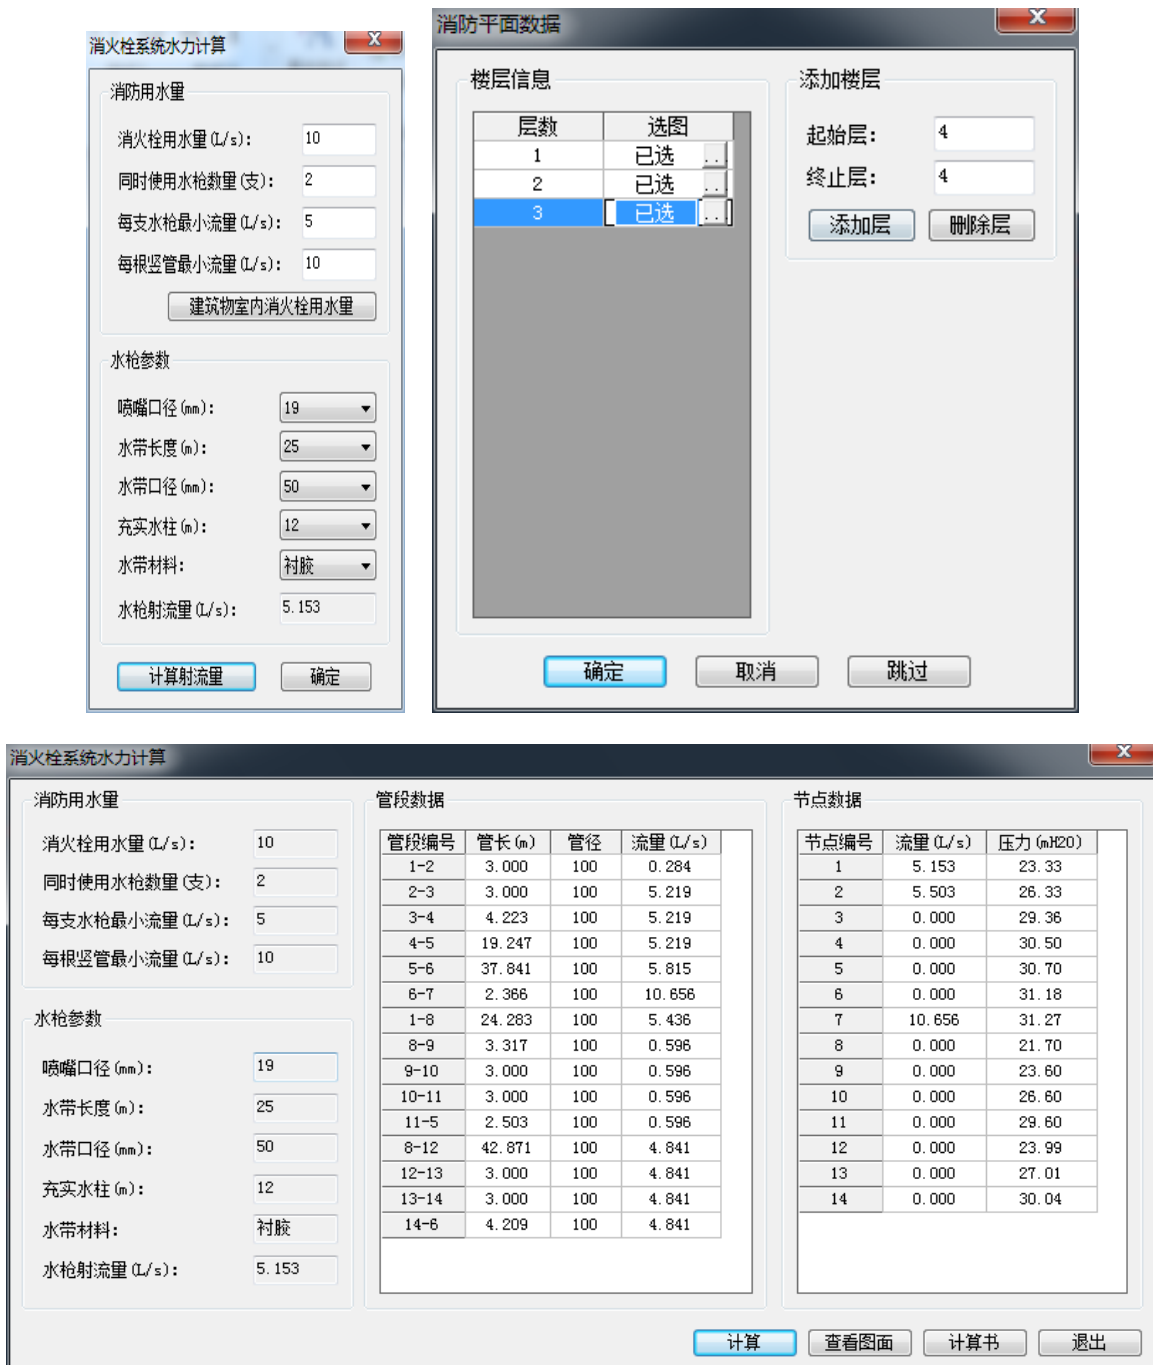 消火栓系统水力计算
消防用水量
消火栓用水量(L/s): 10
同时使用水枪数量(支): 2
每支水枪最小流量(L/s): 5
每根竖管最小流量(L/s): 10
建筑物室内消火栓用水量
水枪参数
喷嘴口径(mm): 19
水带长度(m): 25
水带口径(mm): 50
充实水柱(m): 12
水带材料: 衬胶
水枪射流量(L/s): 5.153
计算射流量 确定
消防平面数据
楼层信息
层数 选图
1 已选 ...
2 已选 ...
3 已选 ...
添加楼层
起始层: 4
终止层: 4
添加层 删除层
确定 取消 跳过
消火栓系统水力计算
消防用水量
消火栓用水量(L/s): 10
同时使用水枪数量(支): 2
每支水枪最小流量(L/s): 5
每根竖管最小流量(L/s): 10
水枪参数
喷嘴口径(mm): 19
水带长度(m): 25
水带口径(mm): 50
充实水柱(m): 12
水带材料: 衬胶
水枪射流量(L/s): 5.153
管段数据
管段编号 管长(m) 管径 流量(L/s)
1-2 3.000 100 0.284
2-3 3.000 100 5.219
3-4 4.223 100 5.219
4-5 19.247 100 5.219
5-6 37.841 100 5.815
6-7 2.366 100 10.656
1-8 24.283 100 5.436
8-9 3.317 100 0.596
9-10 3.000 100 0.596
10-11 3.000 100 0.596
11-5 2.503 100 0.596
8-12 42.871 100 4.841
12-13 3.000 100 4.841
13-14 3.000 100 4.841
14-6 4.209 100 4.841
节点数据
节点编号 流量(L/s) 压力(mH2O)
1 5.153 23.33
2 5.503 26.33
3 0.000 29.36
4 0.000 30.50
5 0.000 30.70
6 0.000 31.18
7 10.656 31.27
8 0.000 21.70
9 0.000 23.60
10 0.000 26.60
11 0.000 29.60
12 0.000 23.99
13 0.000 27.01
14 0.000 30.04
计算 查看图面 计算书 退出